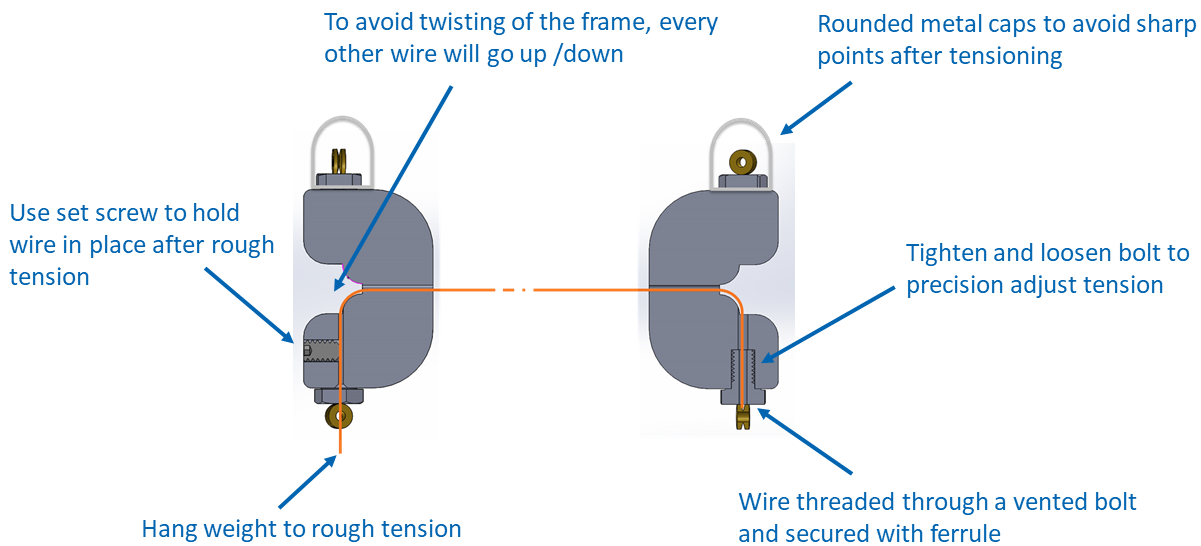 To avoid twisting of the frame, every
other wire will go up /down
Rounded metal caps to avoid sharp
points after tensioning
Use set screw to hold
wire in place after rough
tension
Tighten and loosen bolt to
precision adjust tension
Hang weight to rough tension
Wire threaded through a vented bolt
and secured with ferrule